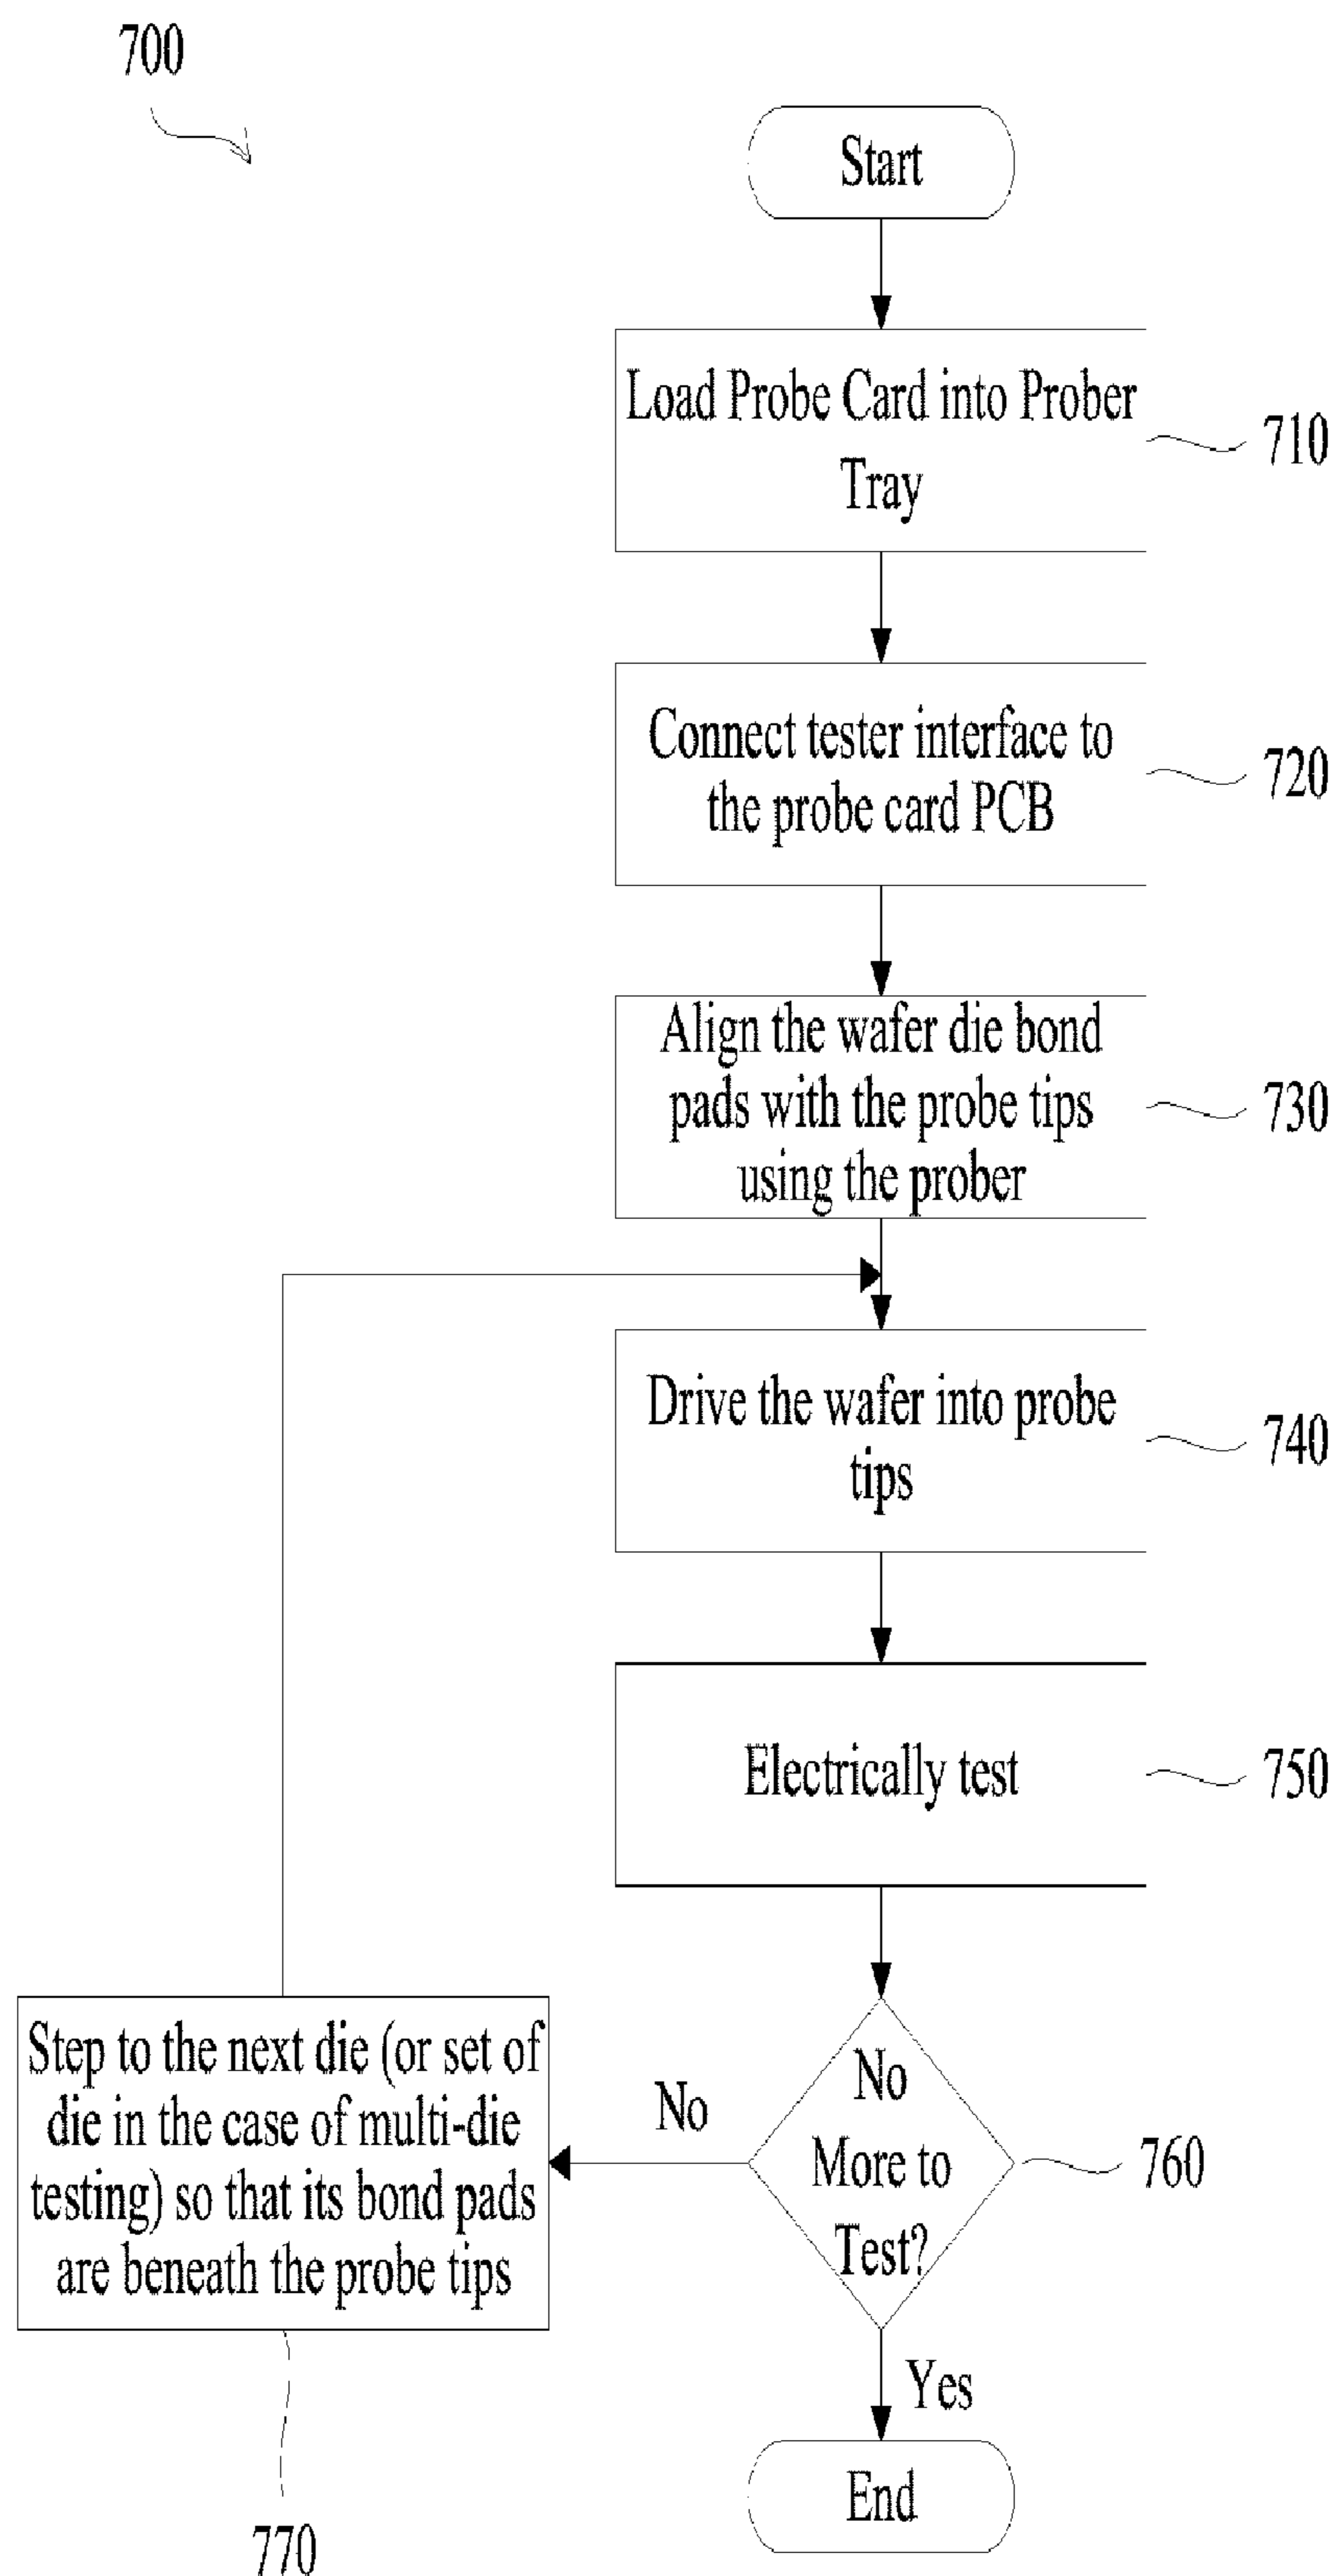 700
Start
Load Probe Card into Prober
Tray
710
Connect tester interface to
the probe card PCB
720
Align the wafer die bond
pads with the probe tips
using the prober
730
Drive the wafer into probe
tips
740
Electrically test
750
No
More to
Test?
760
No
Step to the next die (or set of
die in the case of multi-die
testing) so that its bond pads
are beneath the probe tips
770
Yes
End